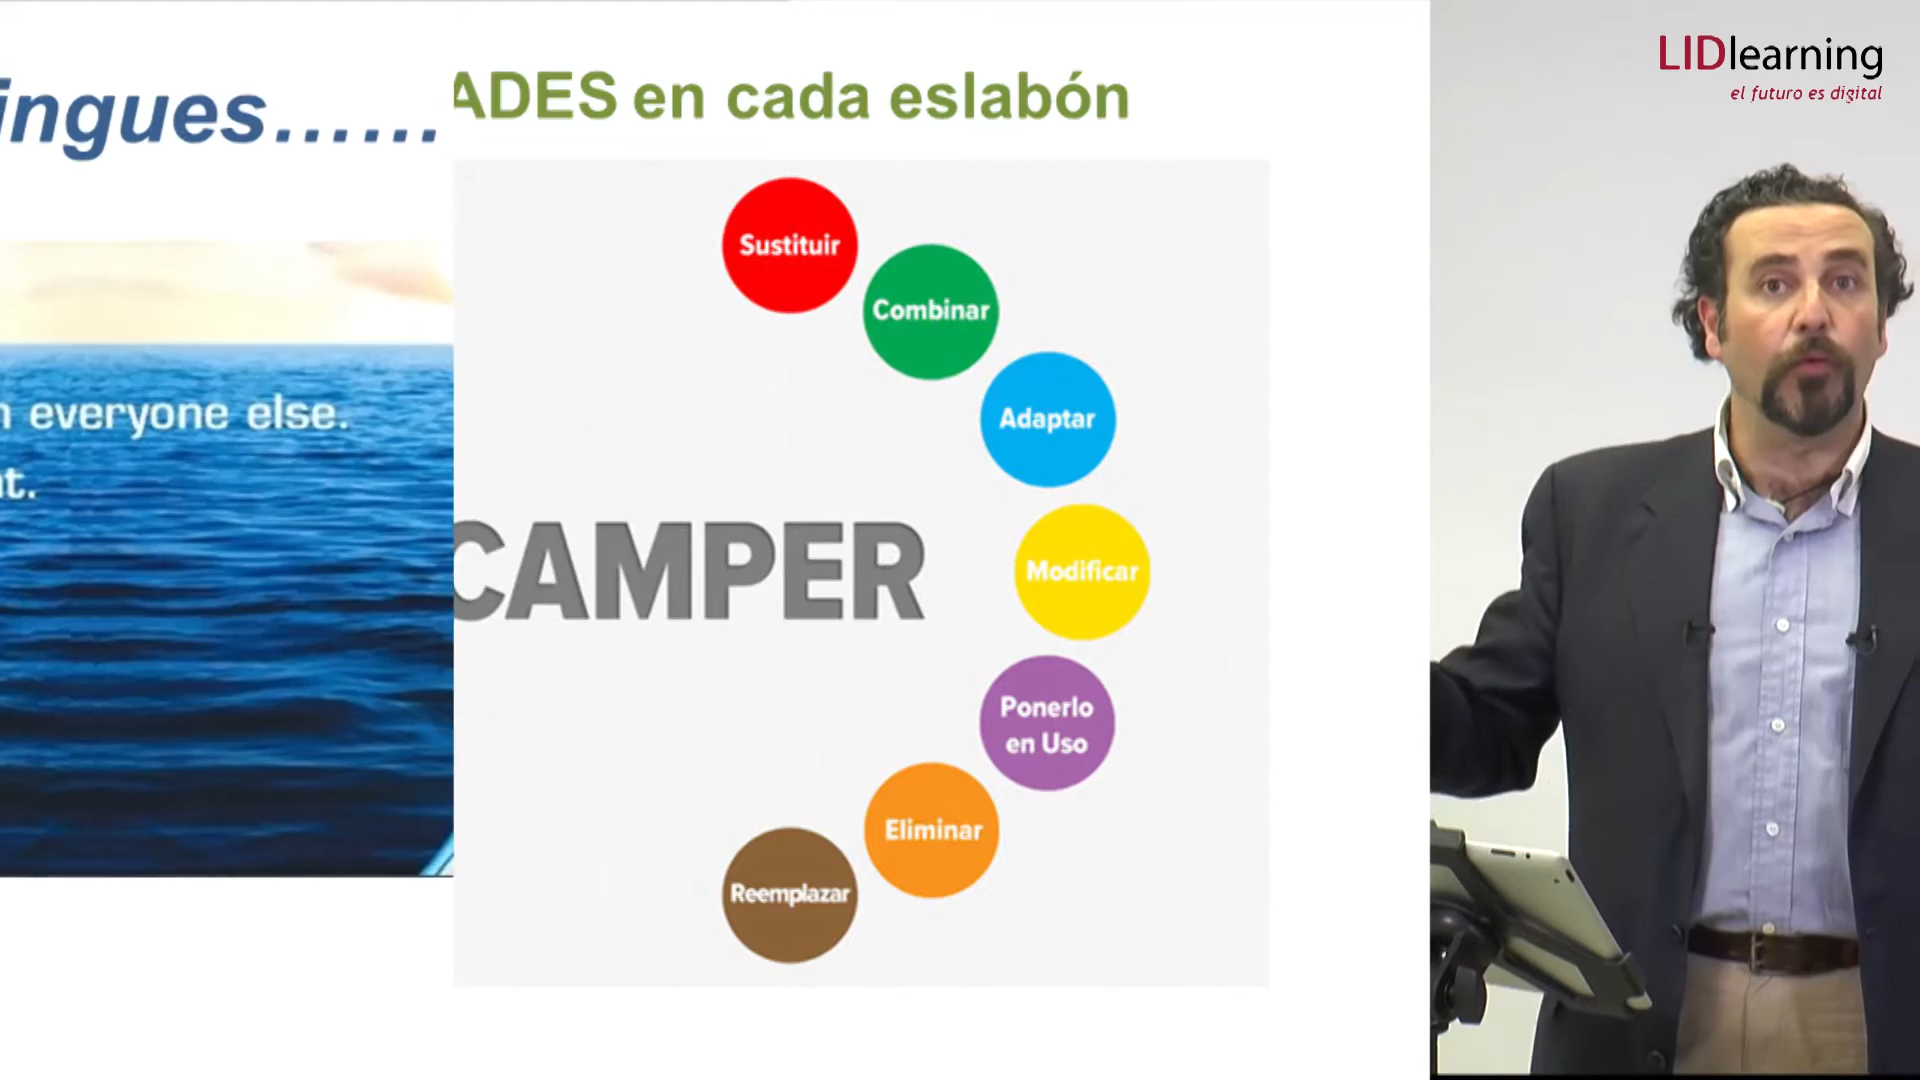 LIDlearning
el futuro es digital
ingues......
everyone else.
ADES en cada eslabón
Sustituir
Combinar
Adaptar
CAMPER
Modificar
Ponerlo
en Uso
Eliminar
Reemplazar